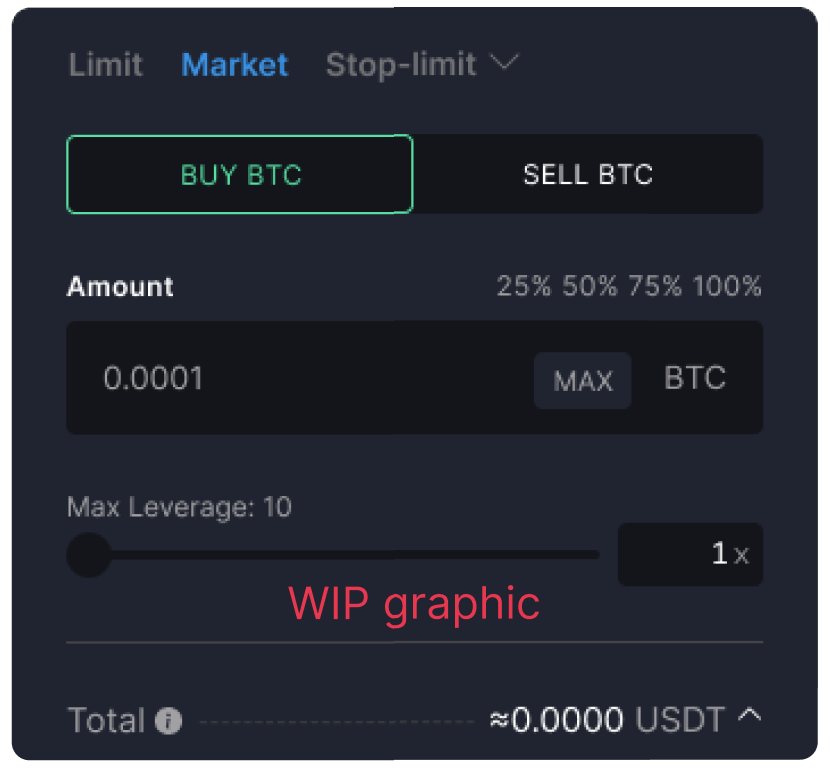 Limit Market Stop-limit
BUY BTC SELL BTC
Amount 25% 50% 75% 100%
0.0001 MAX BTC
Max Leverage: 10
1 x
WIP graphic
Total i ≈0.0000 USDT